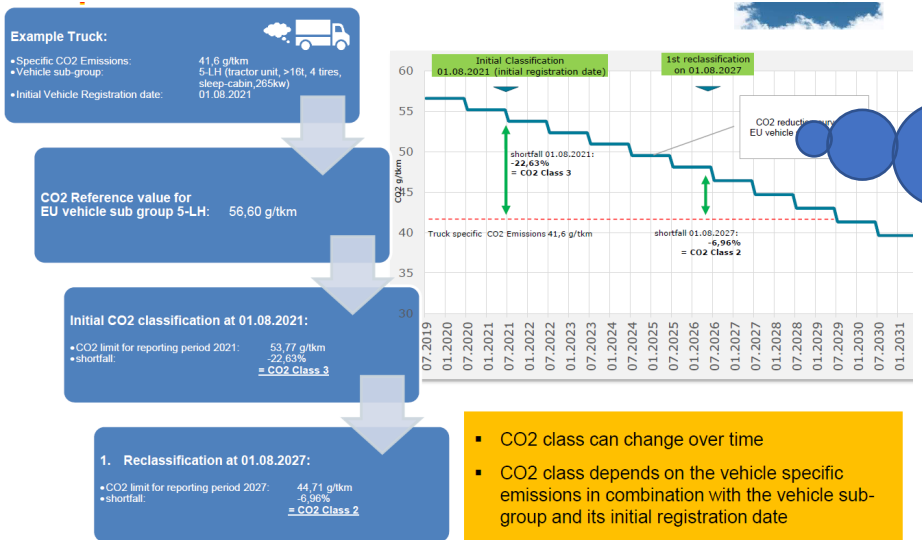 Example Truck:
•Specific CO2 Emissions: 41,6 g/tkm
•Vehicle sub-group: 5-LH (tractor unit, >16t, 4 tires,
sleep-cabin,265kw)
•Initial Vehicle Registration date: 01.08.2021
CO2 Reference value for
EU vehicle sub group 5-LH: 56,60 g/tkm
Initial CO2 classification at 01.08.2021:
•CO2 limit for reporting period 2021: 53,77 g/tkm
•shortfall: -22,63%
= CO2 Class 3
1. Reclassification at 01.08.2027:
•CO2 limit for reporting period 2027: 44,71 g/tkm
•shortfall: -6,96%
= CO2 Class 2
Initial Classification
01.08.2021 (initial registration date)
1st reclassification
on 01.08.2027
CO2
EU vehicle
shortfall 01.08.2021:
-22,63%
= CO2 Class 3
shortfall 01.08.2027:
-6,96%
= CO2 Class 2
Truck specific CO2 Emissions 41,6 g/tkm
CO2 g/tkm
60
55
50
45
40
35
30
07.2019
01.2020
07.2020
01.2021
07.2021
01.2022
07.2022
01.2023
07.2023
01.2024
07.2024
01.2025
07.2025
01.2026
07.2026
01.2027
07.2027
01.2028
07.2028
01.2029
07.2029
01.2030
07.2030
01.2031
▪ CO2 class can change over time
▪ CO2 class depends on the vehicle specific
emissions in combination with the vehicle sub-
group and its initial registration date